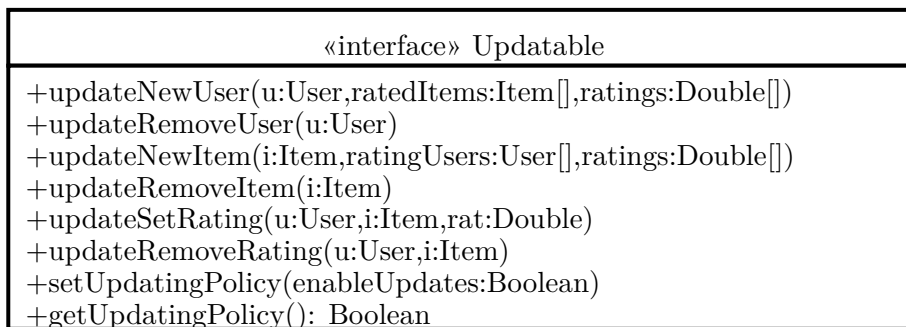 «interface» Updatable
+updateNewUser(u:User,ratedItems:Item[],ratings:Double[])
+updateRemoveUser(u:User)
+updateNewItem(i:Item,ratingUsers:User[],ratings:Double[])
+updateRemoveItem(i:Item)
+updateSetRating(u:User,i:Item,rat:Double)
+updateRemoveRating(u:User,i:Item)
+setUpdatingPolicy(enableUpdates:Boolean)
+getUpdatingPolicy(): Boolean